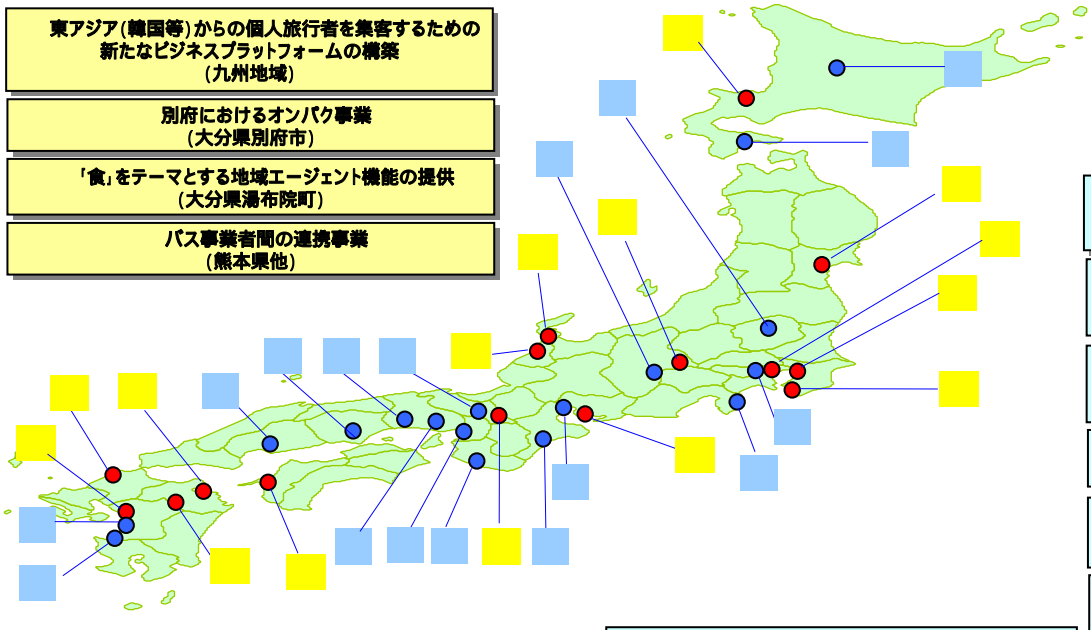 東アジア(韓国等)からの個人旅行者を集客するための
新たなビジネスプラットフォームの構築
(九州地域)
別府におけるオンパク事業
(大分県別府市)
「食」をテーマとする地域エージェント機能の提供
(大分県湯布院町)
バス事業者間の連携事業
(熊本県他)